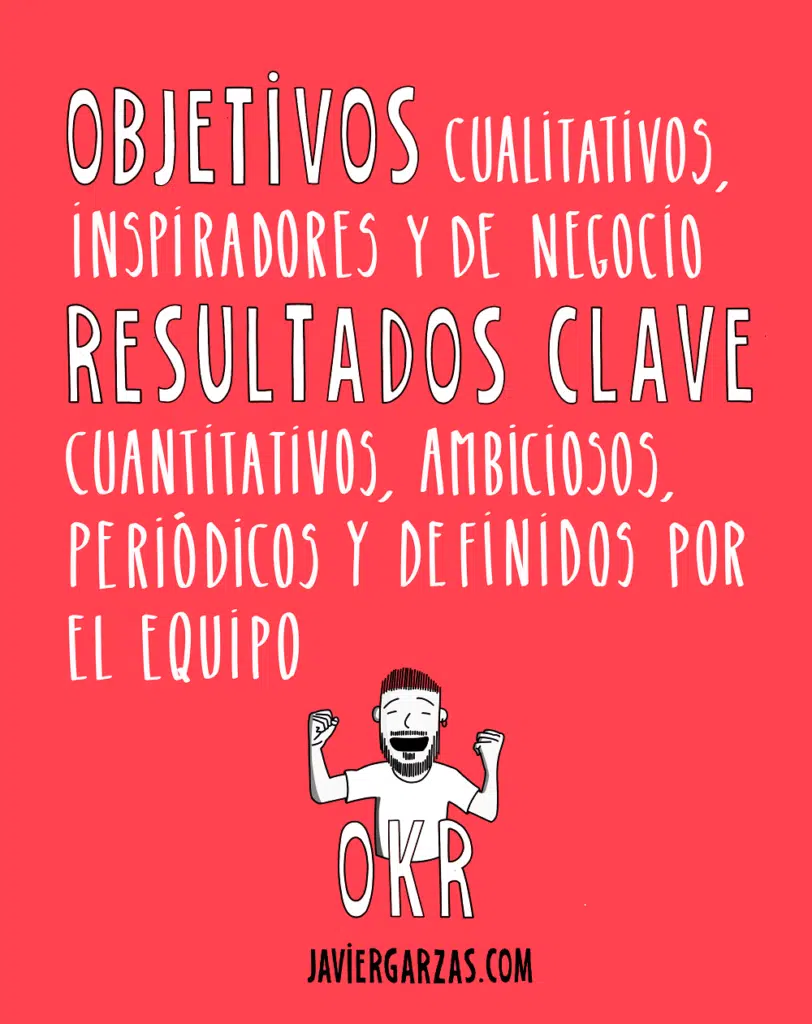 OBJETIVOS CUALITATIVOS,
INSPIRADORES Y DE NEGOCIO
RESULTADOS CLAVE
CUANTITATIVOS, AMBICIOSOS,
PERIÓDICOS Y DEFINIDOS POR
EL EQUIPO
OKR
JAVIERGARZAS.COM